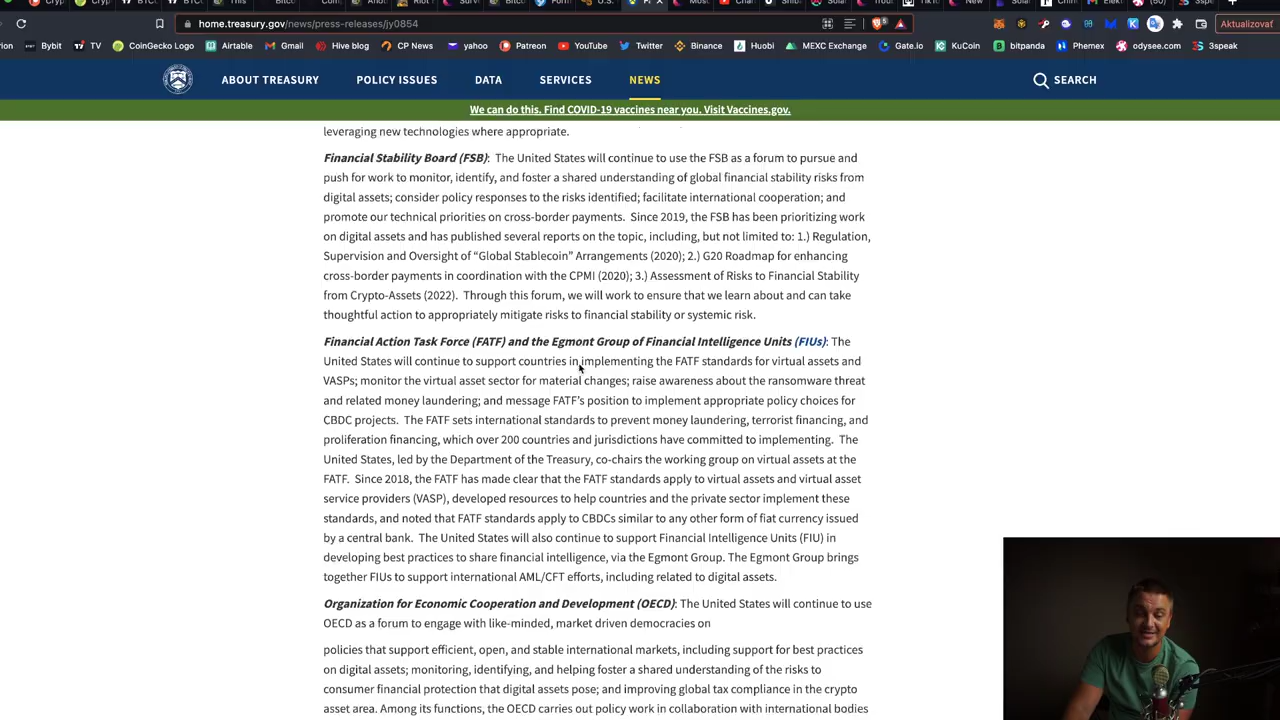 Cryp
Cryp
BTC
BTC
This
Bitco
Ano
Riot
Surv
Bitco
Form
U.S.
Most
Cha
Ship
Sola
Trou
TikTo
New
Sola
Chin
Elekt
(60)
3Spe
home.treasury.gov/news/press-releases/jy0854
Aktualizovať
Bybit
TV
CoinGecko Logo
Airtable
Gmail
Hive blog
CP News
yahoo
Patreon
YouTube
Twitter
Binance
Huobi
MEXC Exchange
Gate.io
KuCoin
bitpanda
Phemex
odysee.com
3speak
ABOUT TREASURY
POLICY ISSUES
DATA
SERVICES
NEWS
SEARCH
We can do this. Find COVID-19 vaccines near you. Visit Vaccines.gov.
leveraging new technologies where appropriate.
Financial Stability Board (FSB): The United States will continue to use the FSB as a forum to pursue and
push for work to monitor, identify, and foster a shared understanding of global financial stability risks from
digital assets; consider policy responses to the risks identified; facilitate international cooperation; and
promote our technical priorities on cross-border payments. Since 2019, the FSB has been prioritizing work
on digital assets and has published several reports on the topic, including, but not limited to: 1.) Regulation,
Supervision and Oversight of “Global Stablecoin” Arrangements (2020); 2.) G20 Roadmap for enhancing
cross-border payments in coordination with the CPMI (2020); 3.) Assessment of Risks to Financial Stability
from Crypto-Assets (2022). Through this forum, we will work to ensure that we learn about and can take
thoughtful action to appropriately mitigate risks to financial stability or systemic risk.
Financial Action Task Force (FATF) and the Egmont Group of Financial Intelligence Units (FIUs): The
United States will continue to support countries in implementing the FATF standards for virtual assets and
VASPs; monitor the virtual asset sector for material changes; raise awareness about the ransomware threat
and related money laundering; and message FATF’s position to implement appropriate policy choices for
CBDC projects. The FATF sets international standards to prevent money laundering, terrorist financing, and
proliferation financing, which over 200 countries and jurisdictions have committed to implementing. The
United States, led by the Department of the Treasury, co-chairs the working group on virtual assets at the
FATF. Since 2018, the FATF has made clear that the FATF standards apply to virtual assets and virtual asset
service providers (VASP), developed resources to help countries and the private sector implement these
standards, and noted that FATF standards apply to CBDCs similar to any other form of fiat currency issued
by a central bank. The United States will also continue to support Financial Intelligence Units (FIU) in
developing best practices to share financial intelligence, via the Egmont Group. The Egmont Group brings
together FIUs to support international AML/CFT efforts, including related to digital assets.
Organization for Economic Cooperation and Development (OECD): The United States will continue to use
OECD as a forum to engage with like-minded, market driven democracies on
policies that support efficient, open, and stable international markets, including support for best practices
on digital assets; monitoring, identifying, and helping foster a shared understanding of the risks to
consumer financial protection that digital assets pose; and improving global tax compliance in the crypto
asset area. Among its functions, the OECD carries out policy work in collaboration with international bodies